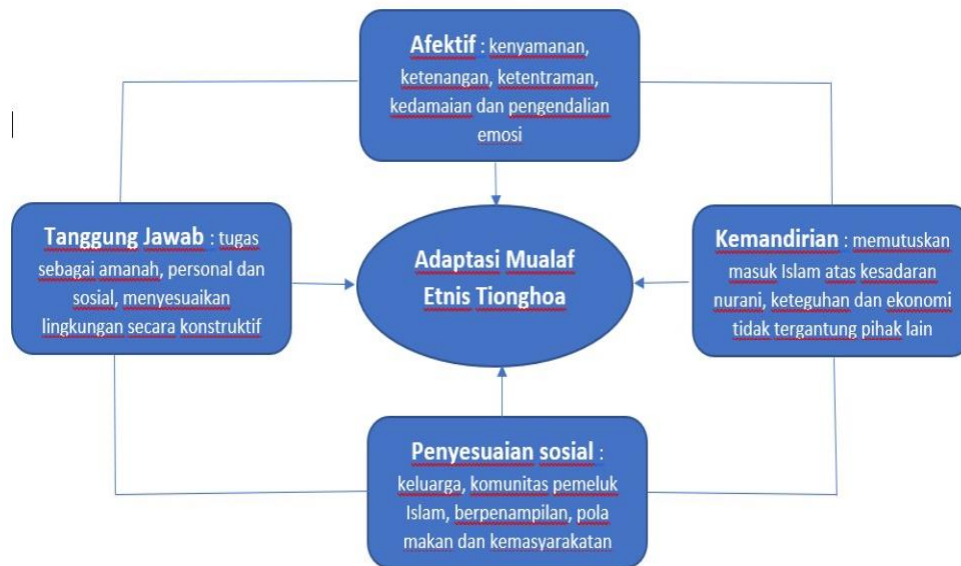 Afektif : kenyamanan,
ketenangan, ketentraman,
kedamaian dan pengendalian
emosi
Tanggung Jawab : tugas
sebagai amanah, personal dan
sosial, menyesuaikan
lingkungan secara konstruktif
Adaptasi Mualaf
Etnis Tionghoa
Kemandirian : memutuskan
masuk Islam atas kesadaran
nurani, keteguhan dan ekonomi
tidak tergantung pihak lain
Penyesuaian sosial :
keluarga, komunitas pemeluk
Islam, berpenampilan, pola
makan dan kemasyarakatan